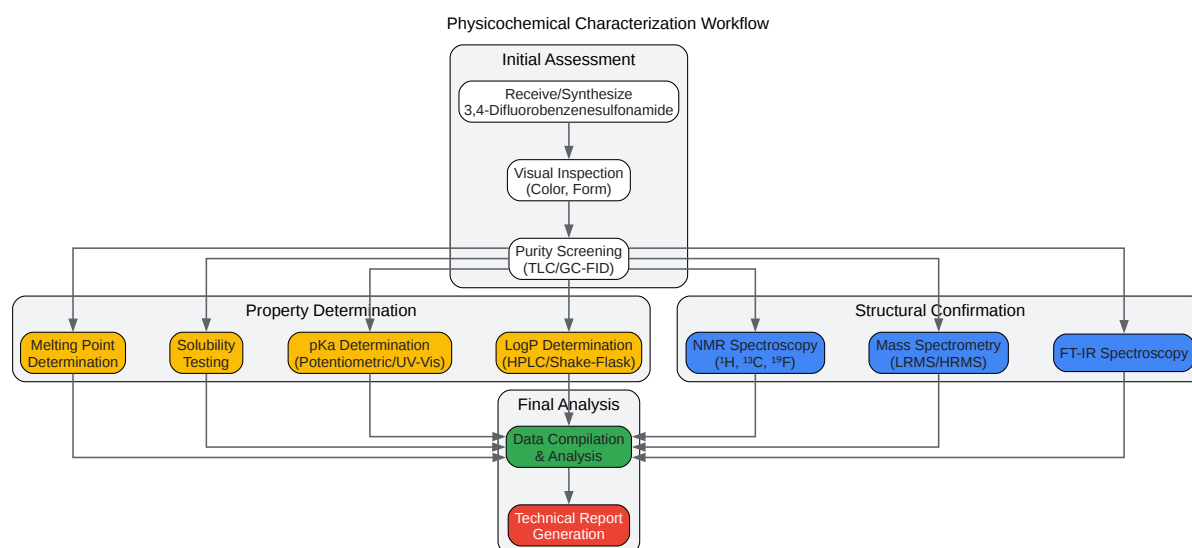 Physicochemical Characterization Workflow
Initial Assessment
Receive/Synthesize
3,4-Difluorobenzenesulfonamide
Visual Inspection
(Color, Form)
Purity Screening
(TLC/GC-FID)
Property Determination
Melting Point
Determination
Solubility
Testing
pKa Determination
(Potentiometric/UV-Vis)
LogP Determination
(HPLC/Shake-Flask)
Structural Confirmation
NMR Spectroscopy
(¹H, ¹³C, ¹⁹F)
Mass Spectrometry
(LRMS/HRMS)
FT-IR Spectroscopy
Final Analysis
Data Compilation
& Analysis
Technical Report
Generation